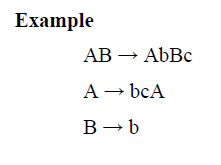 Example
AB → AbBc
A → bcA
B → b